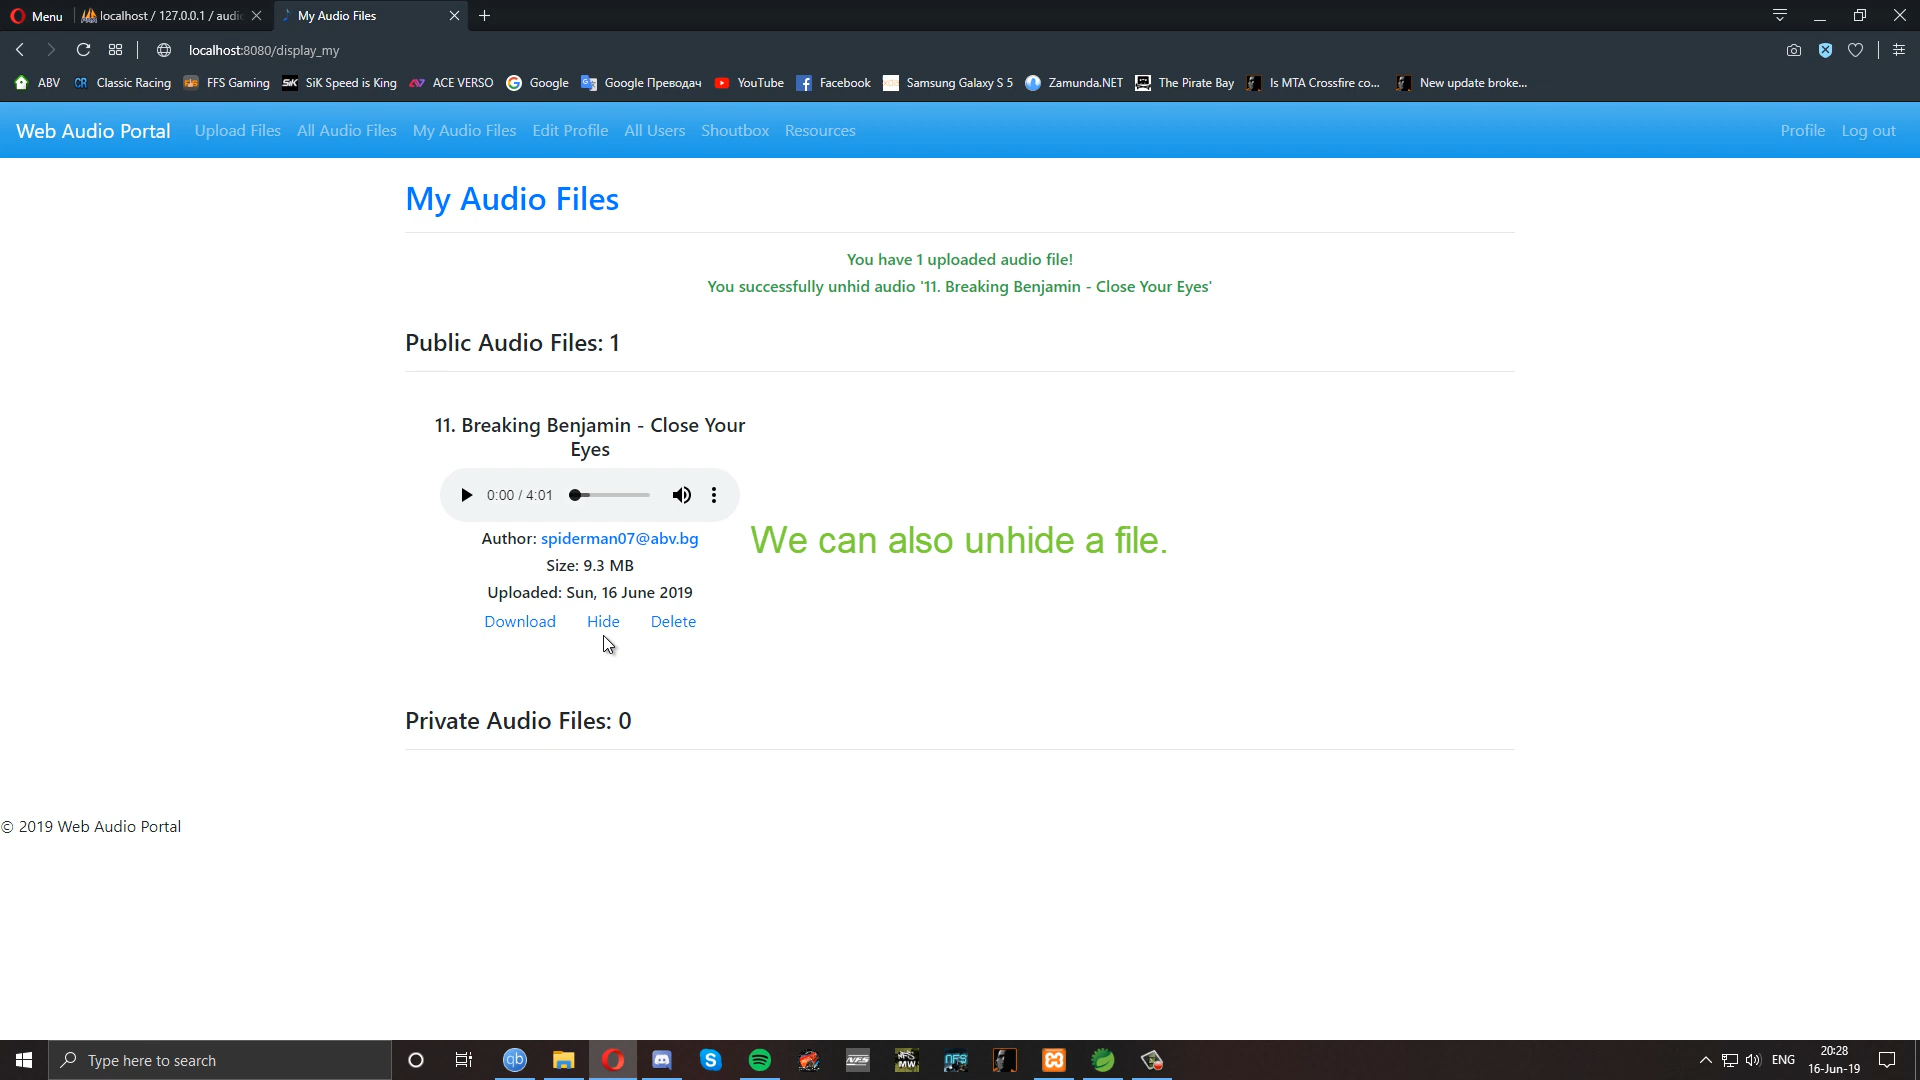 Menu
localhost / 127.0.0.1 / audio
My Audio Files
localhost:8080/display_my
ABV
Classic Racing
FFS Gaming
SiK Speed is King
ACE VERSO
Google
Google Преводач
YouTube
Facebook
Samsung Galaxy S 5
Zamunda.NET
The Pirate Bay
Is MTA Crossfire co...
New update broke...
Web Audio Portal
Upload Files
All Audio Files
My Audio Files
Edit Profile
All Users
Shoutbox
Resources
Profile
Log out
My Audio Files
You have 1 uploaded audio file!
You successfully unhid audio '11. Breaking Benjamin - Close Your Eyes'
Public Audio Files: 1
11. Breaking Benjamin - Close Your
Eyes
0:00 / 4:01
Author: spiderman07@abv.bg
Size: 9.3 MB
Uploaded: Sun, 16 June 2019
Download
Hide
Delete
We can also unhide a file.
Private Audio Files: 0
© 2019 Web Audio Portal
Type here to search
ENG
20:28
16-Jun-19